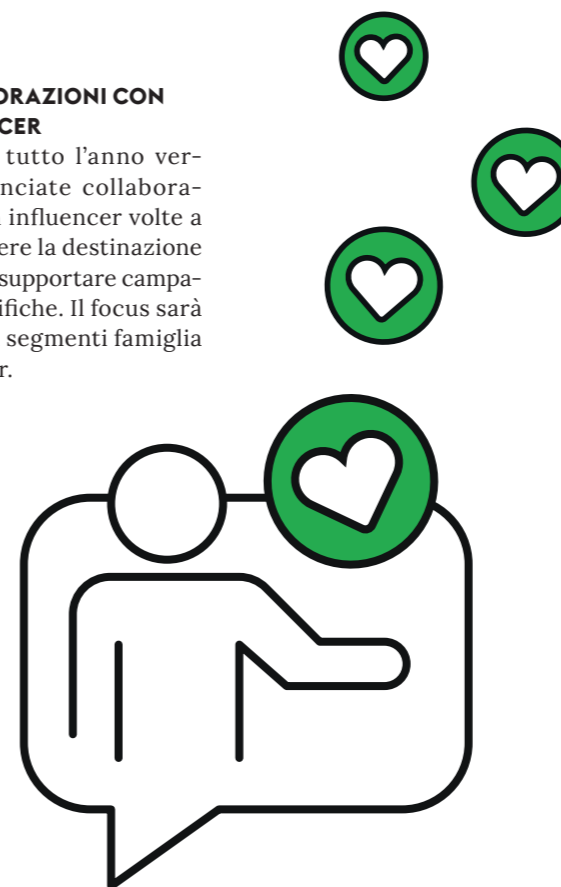 ORAZIONI CON
CER
tutto l'anno ver-
nciate collabora-
influencer volte a
ere la destinazione
supportare campa-
ifiche. Il focus sarà
segmenti famiglia
r.